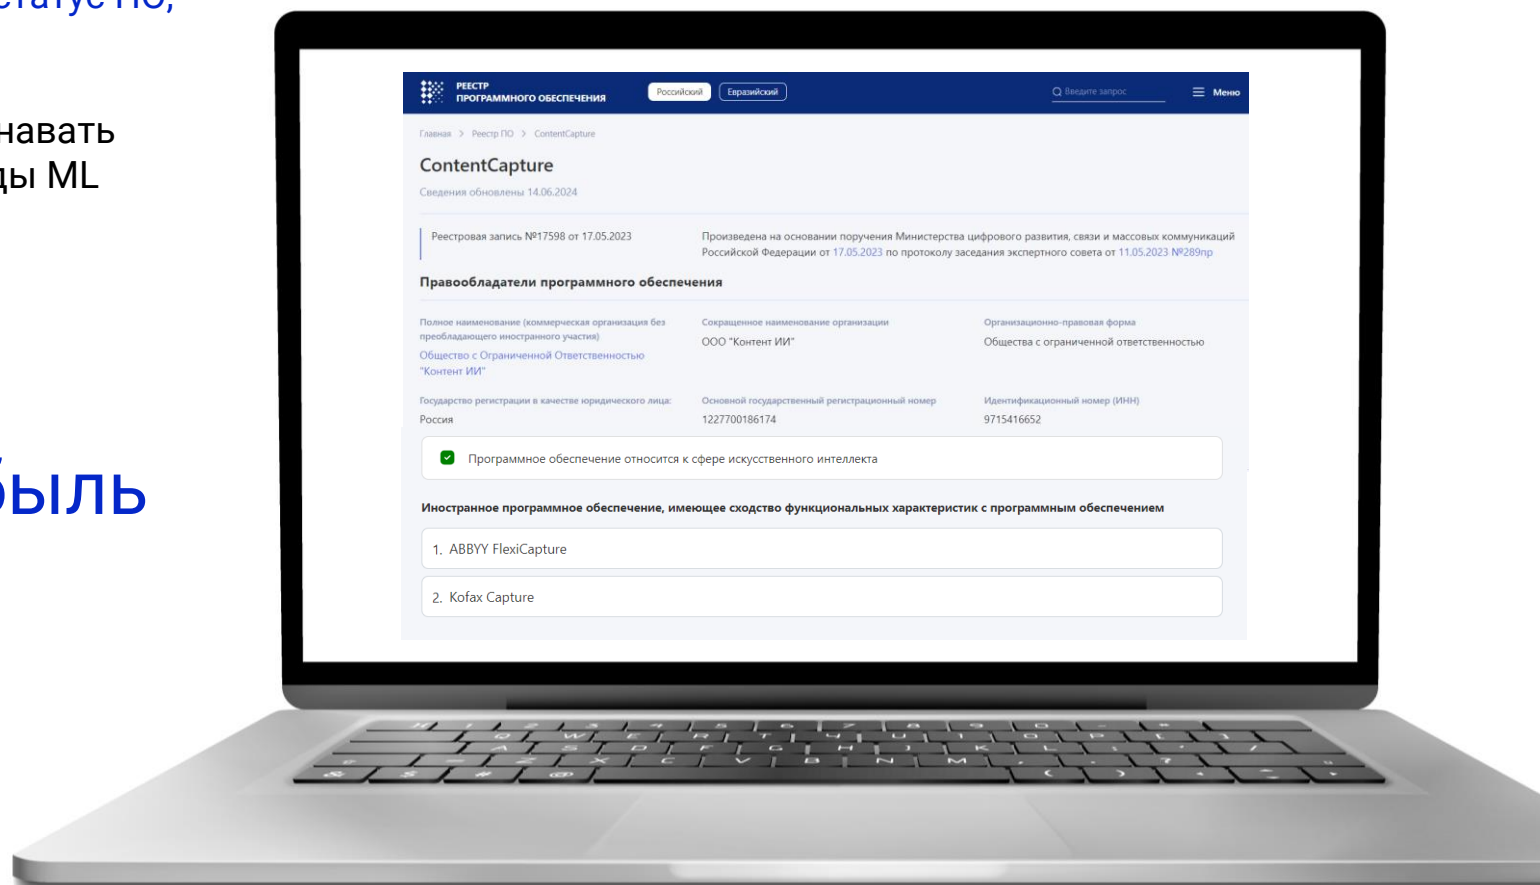 статус ПО,
навать
ды ML
быль
РЕЕСТР
ПРОГРАММНОГО ОБЕСПЕЧЕНИЯ
Российский
Евразийский
Введите запрос
Меню
Главная > Реестр ПО > ContentCapture
ContentCapture
Сведения обновлены 14.06.2024
Реестровая запись №17598 от 17.05.2023
Произведена на основании поручения Министерства цифрового развития, связи и массовых коммуникаций
Российской Федерации от 17.05.2023 по протоколу заседания экспертного совета от 11.05.2023 №289пр
Правообладатели программного обеспечения
Полное наименование (коммерческая организация без
преобладающего иностранного участия)
Общество с Ограниченной Ответственностью
"Контент ИИ"
Сокращенное наименование организации
ООО "Контент ИИ"
Организационно-правовая форма
Общества с ограниченной ответственностью
Государство регистрации в качестве юридического лица:
Россия
Основной государственный регистрационный номер
1227700186174
Идентификационный номер (ИНН)
9715416652
Программное обеспечение относится к сфере искусственного интеллекта
Иностранное программное обеспечение, имеющее сходство функциональных характеристик с программным обеспечением
1. ABBYY FlexiCapture
2. Kofax Capture